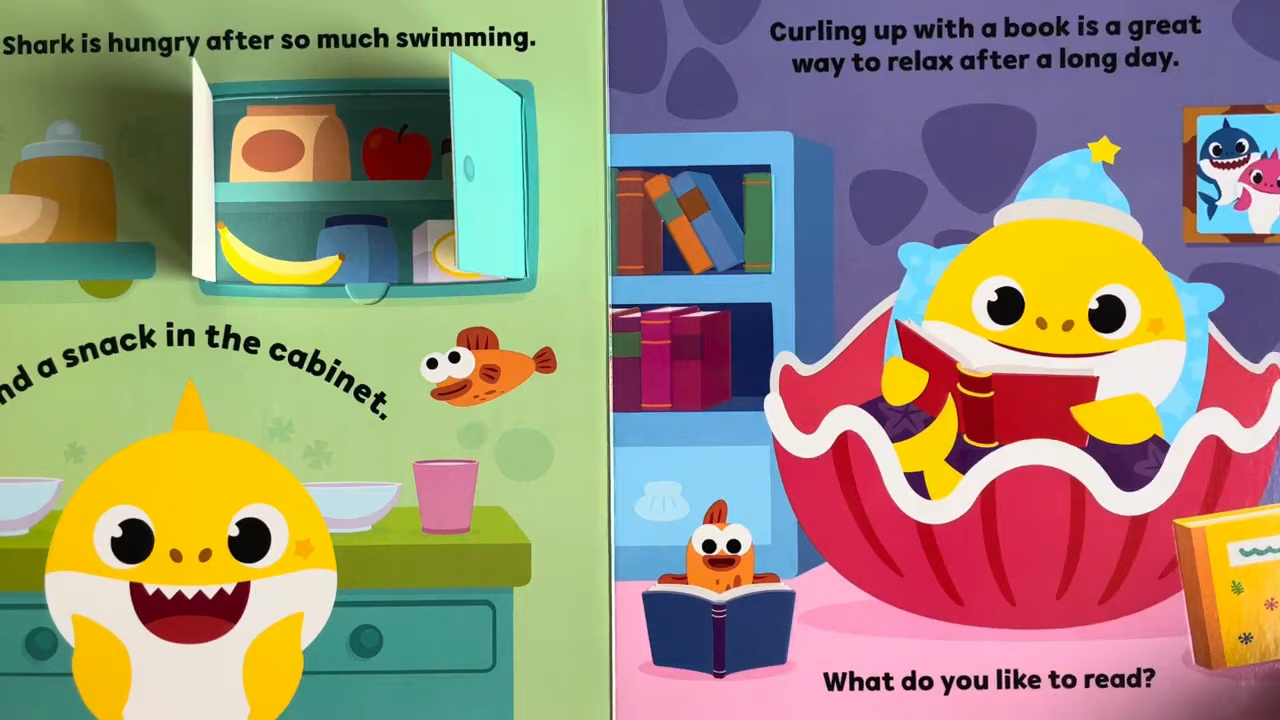 Shark is hungry after so much swimming.
nd a snack in the cabinet.
Curling up with a book is a great
way to relax after a long day.
What do you like to read?